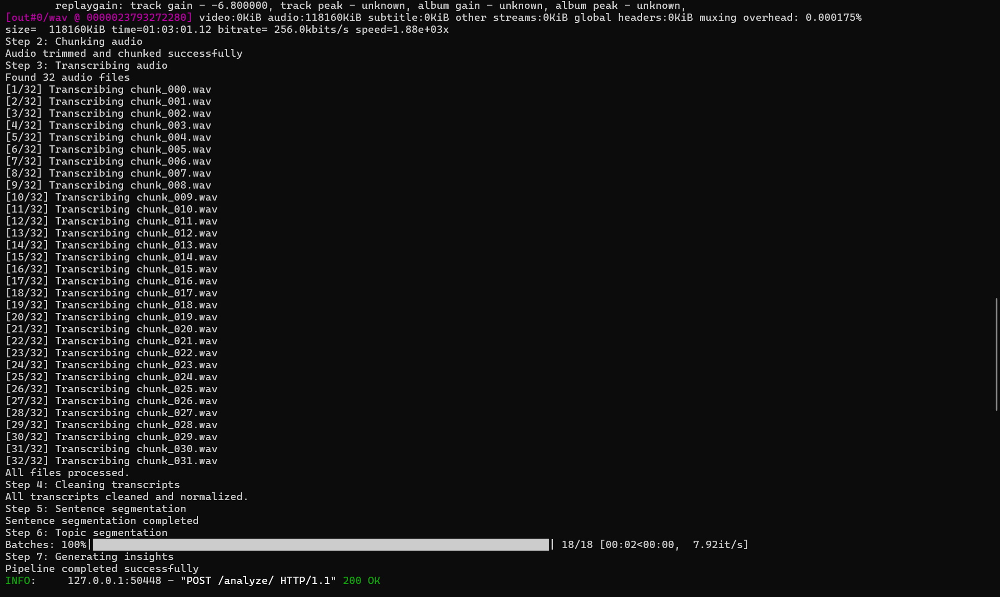 replaygain: track gain - -6.800000, track peak - unknown, album gain - unknown, album peak - unknown,
[out#0/wav @ 0000023793272280] video:0KiB audio:118160KiB subtitle:0KiB other streams:0KiB global headers:0KiB muxing overhead: 0.000175%
size=  118160KiB time=01:03:01.12 bitrate= 256.0kbits/s speed=1.88e+03x
Step 2: Chunking audio
Audio trimmed and chunked successfully
Step 3: Transcribing audio
Found 32 audio files
[1/32] Transcribing chunk_000.wav
[2/32] Transcribing chunk_001.wav
[3/32] Transcribing chunk_002.wav
[4/32] Transcribing chunk_003.wav
[5/32] Transcribing chunk_004.wav
[6/32] Transcribing chunk_005.wav
[7/32] Transcribing chunk_006.wav
[8/32] Transcribing chunk_007.wav
[9/32] Transcribing chunk_008.wav
[10/32] Transcribing chunk_009.wav
[11/32] Transcribing chunk_010.wav
[12/32] Transcribing chunk_011.wav
[13/32] Transcribing chunk_012.wav
[14/32] Transcribing chunk_013.wav
[15/32] Transcribing chunk_014.wav
[16/32] Transcribing chunk_015.wav
[17/32] Transcribing chunk_016.wav
[18/32] Transcribing chunk_017.wav
[19/32] Transcribing chunk_018.wav
[20/32] Transcribing chunk_019.wav
[21/32] Transcribing chunk_020.wav
[22/32] Transcribing chunk_021.wav
[23/32] Transcribing chunk_022.wav
[24/32] Transcribing chunk_023.wav
[25/32] Transcribing chunk_024.wav
[26/32] Transcribing chunk_025.wav
[27/32] Transcribing chunk_026.wav
[28/32] Transcribing chunk_027.wav
[29/32] Transcribing chunk_028.wav
[30/32] Transcribing chunk_029.wav
[31/32] Transcribing chunk_030.wav
[32/32] Transcribing chunk_031.wav
All files processed.
Step 4: Cleaning transcripts
All transcripts cleaned and normalized.
Step 5: Sentence segmentation
Sentence segmentation completed
Step 6: Topic segmentation
Batches: 100%| | 18/18 [00:02<00:00,  7.92it/s]
Step 7: Generating insights
Pipeline completed successfully
INFO:     127.0.0.1:50448 - "POST /analyze/ HTTP/1.1" 200 OK